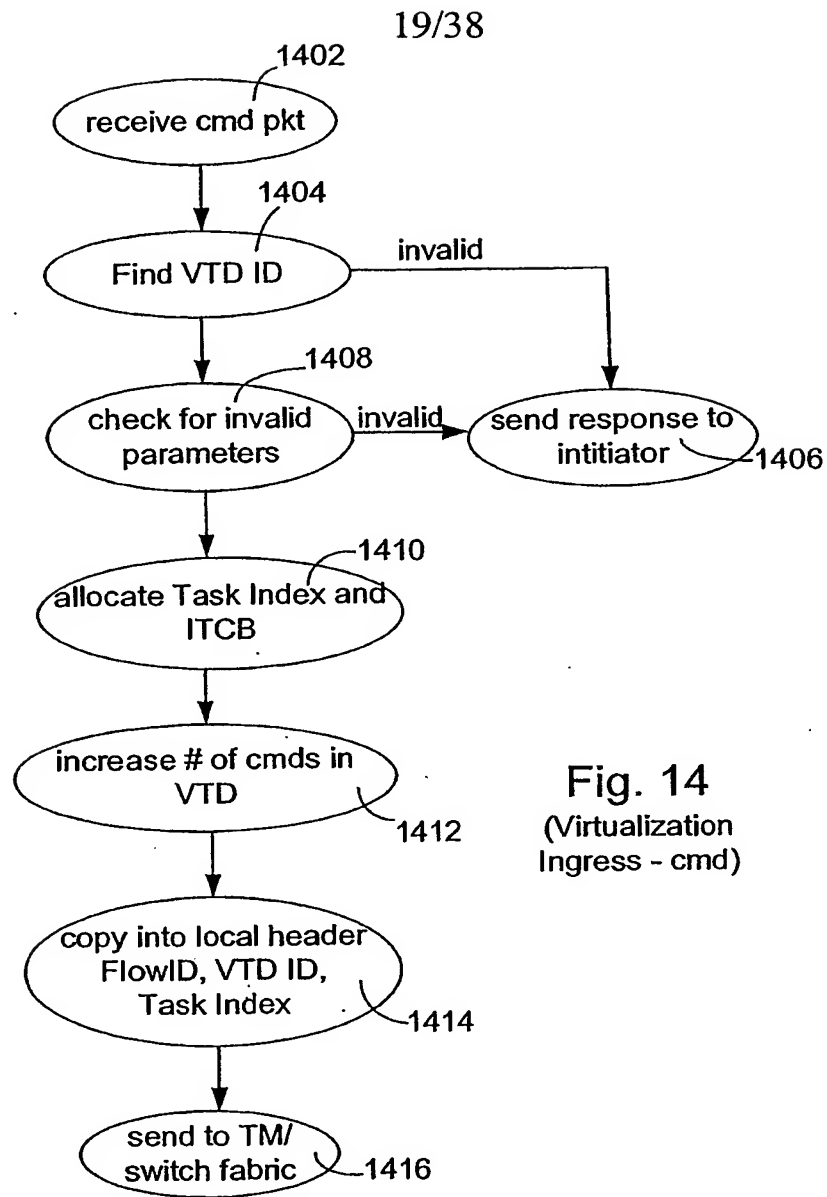 19/38
1402
receive cmd pkt
1404
Find VTD ID
invalid
1408
check for invalid
parameters
invalid
send response to
intitiator
1406
1410
allocate Task Index and
ITCB
increase # of cmds in
VTD
1412
Fig. 14
(Virtualization
Ingress - cmd)
copy into local header
FlowID, VTD ID,
Task Index
1414
send to TM/
switch fabric
1416